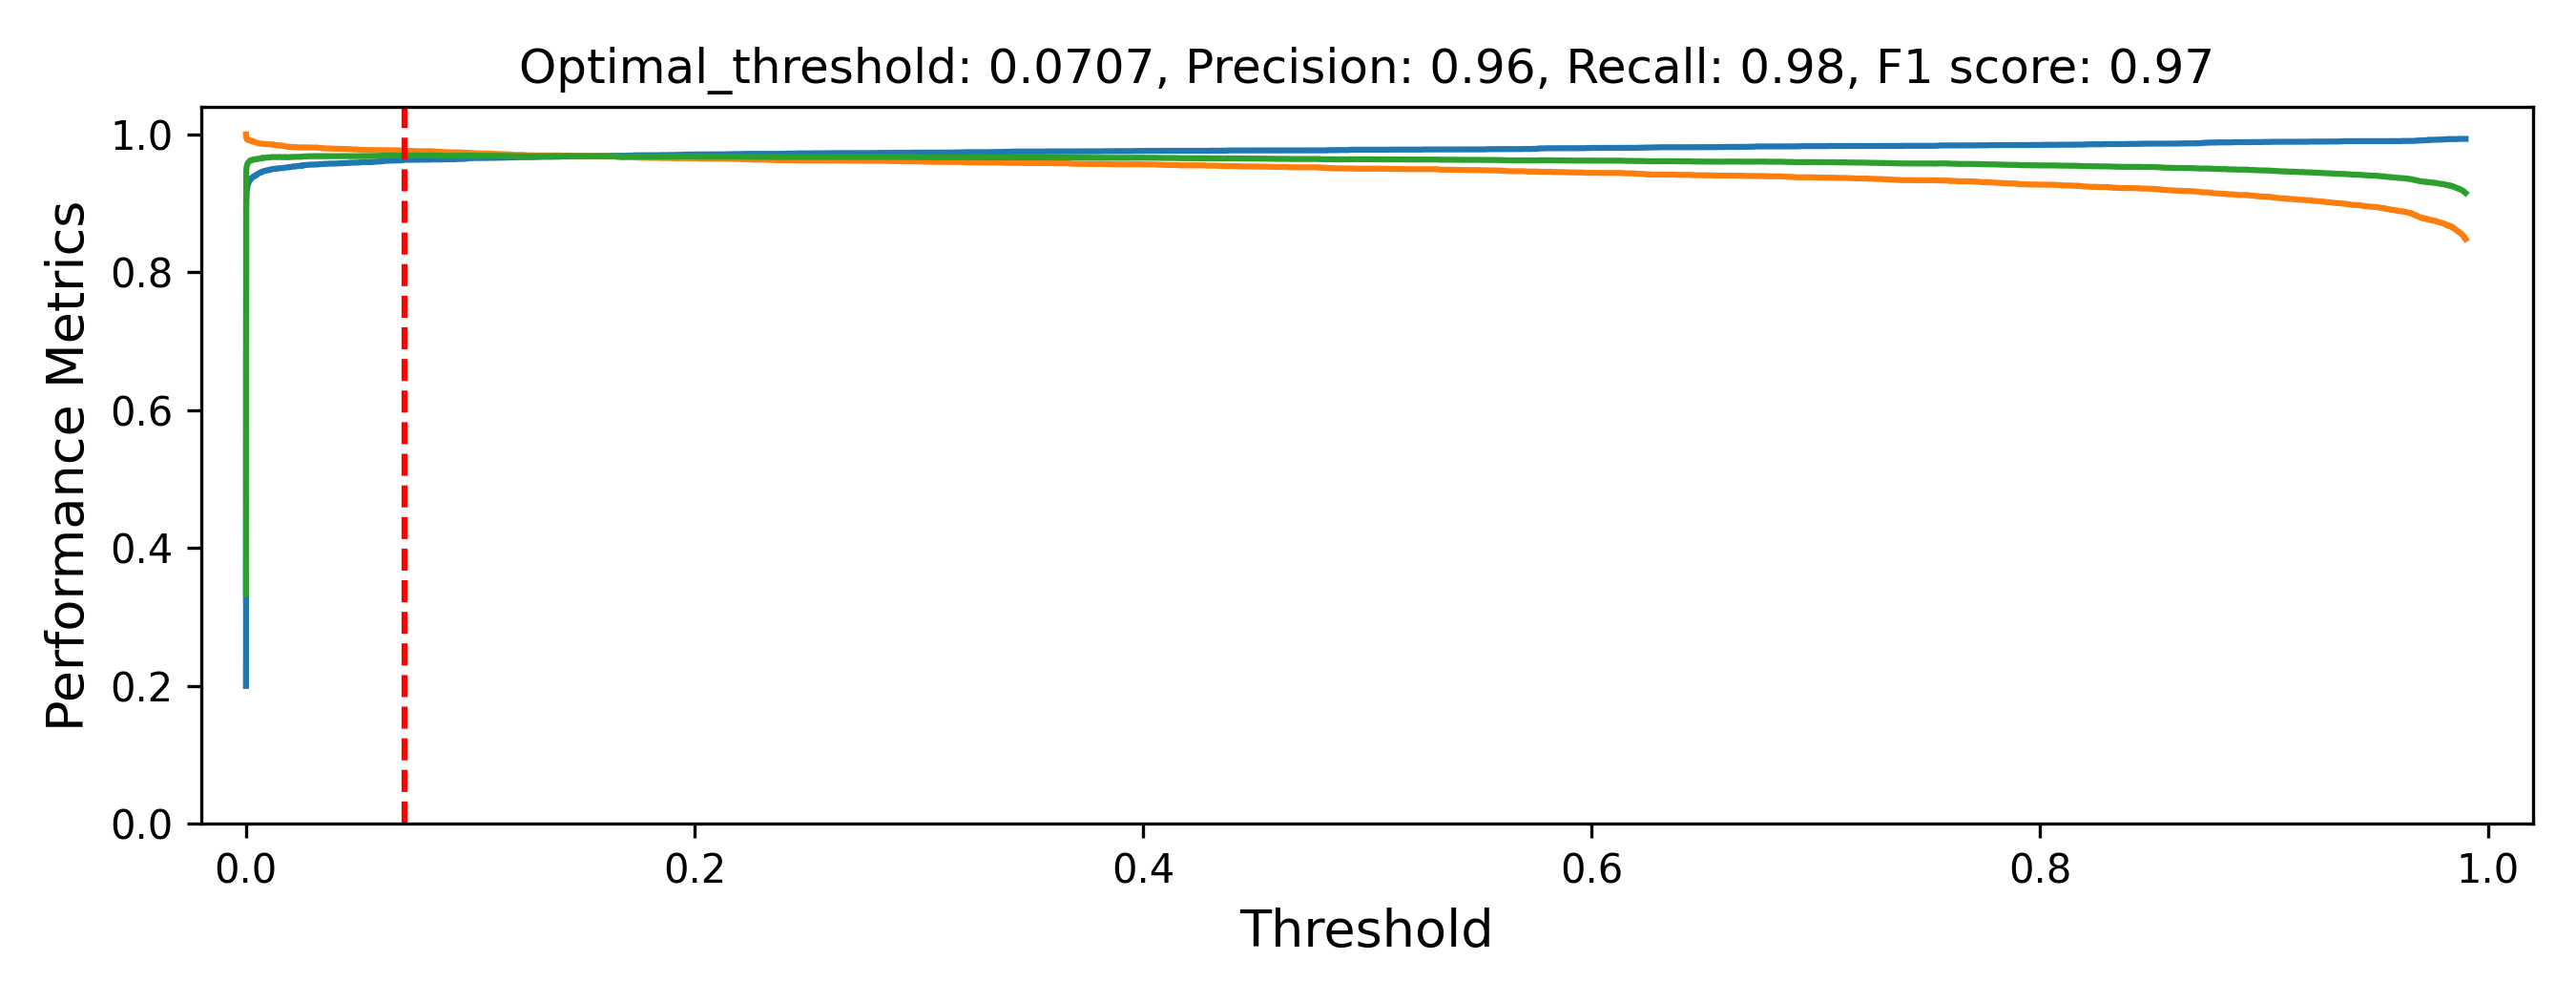 Optimal_threshold: 0.0707, Precision: 0.96, Recall: 0.98, F1 score: 0.97
Performance Metrics
1.0
0.8
0.6
0.4
0.2
0.0
0.0 0.2 0.4 0.6 0.8 1.0
Threshold